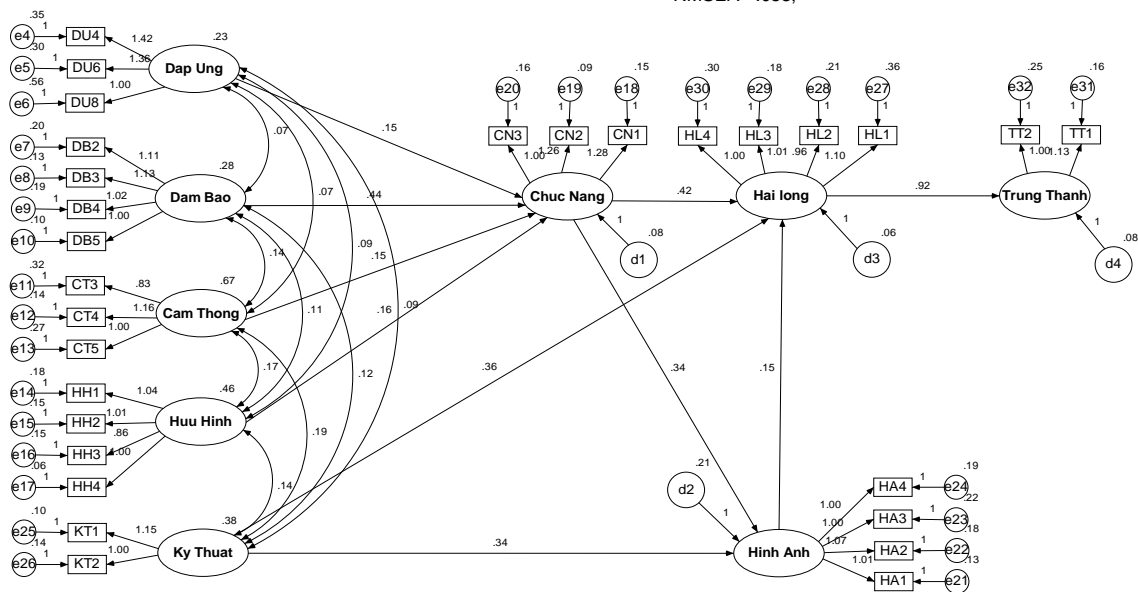 .35
e4 1 DU4 1.42
.30
e5 1 DU6 1.36
.56
e6 1 DU8 1.00
.23
Dap Ung
.20
e7 1 DB2 1.11
.13
e8 1 DB3 1.13
.19
e9 1 DB4 1.02
.10
e10 1 DB5 1.00
.28
Dam Bao
.32
e11 1 CT3 .83
.14
e12 1 CT4 1.16
.27
e13 1 CT5 1.00
.67
Cam Thong
.18
e14 1 HH1 1.04
.15
e15 1 HH2 1.01
.15
e16 1 HH3 .86
.06
e17 1 HH4 1.00
.46
Huu Hinh
.10
e25 1 KT1 1.15
.14
e26 1 KT2 1.00
.38
Ky Thuat
.07
.07
.14
.09
.11
.17
.09
.12
.19
.14
.15
.44
.15
.16
.36
.34
.16 .09 .15
e20 e19 e18
1 1 1
CN3 CN2 CN1
1.00 1.26 1.28
Chuc Nang
1
.08
d1
.42
.34
.30 .18 .21 .36
e30 e29 e28 e27
1 1 1 1
HL4 HL3 HL2 HL1
1.00 1.01 .96 1.10
Hai long
1
.06
d3
.92
.15
.25 .16
e32 e31
1 1
TT2 TT1
1.00 1.13
Trung Thanh
1
.08
d4
.21
d2
1
Hinh Anh
1.00 HA4 1 e24 .19
1.00 HA3 1 e23 .22
1.07 HA2 1 e22 .18
1.01 HA1 1 e21 .13